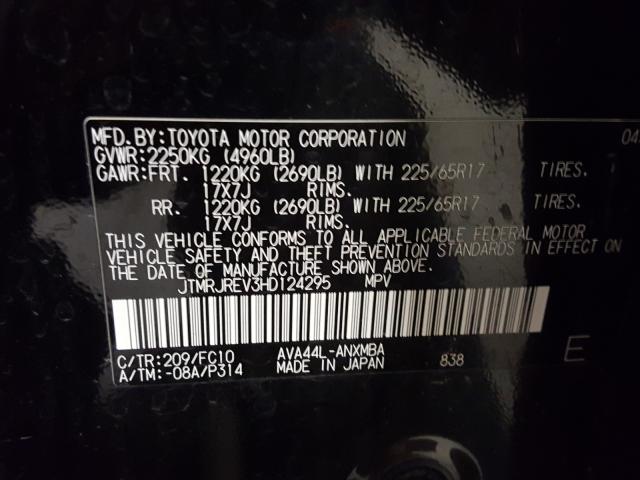 MFD.BY:TOYOTA MOTOR CORPORATION
GVWR:2250KG (4960LB)
GAWR:FRT. 1220KG (2690LB) WITH 225/65R17 TIRES.
17X7J RIMS.
RR. 1220KG (2690LB) WITH 225/65R17 TIRES.
17X7J RIMS.
THIS VEHICLE CONFORMS TO ALL APPLICABLE FEDERAL MOTOR
VEHICLE SAFETY AND THEFT PREVENTION STANDARDS IN EFFECT ON
THE DATE OF MANUFACTURE SHOWN ABOVE.
JTMRJREV3HD124295 MPV
C/TR:209/FC10 AVA44L-ANXMBA
A/TM:-08A/P314 MADE IN JAPAN 838 E